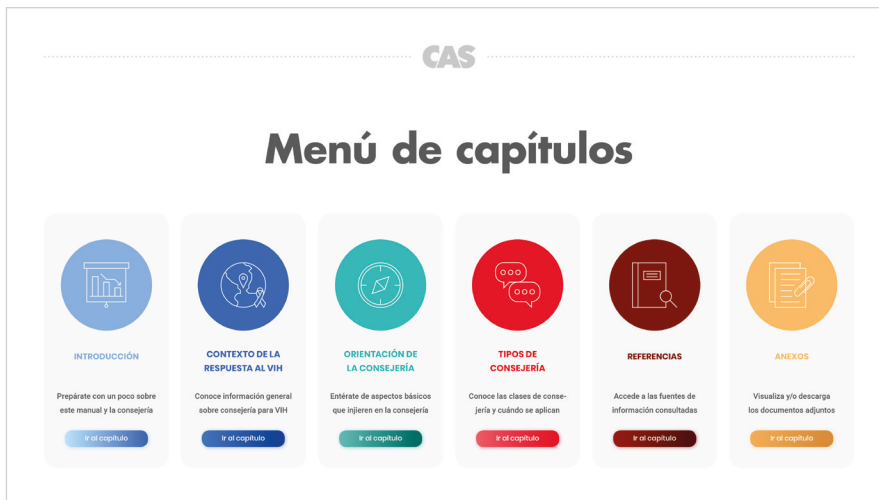 CAS
Menú de capítulos
INTRODUCCIÓN
Prepárate con un poco sobre
este manual y la consejería
Ir al capítulo
CONTEXTO DE LA
RESPUESTA AL VIH
Conoce información general
sobre consejería para VIH
Ir al capítulo
ORIENTACIÓN DE
LA CONSEJERÍA
Entérate de aspectos básicos
que injieren en la consejería
Ir al capítulo
TIPOS DE
CONSEJERÍA
Conoce las clases de conse-
jería y cuándo se aplican
Ir al capítulo
REFERENCIAS
Accede a las fuentes de
información consultadas
Ir al capítulo
ANEXOS
Visualiza y/o descarga
los documentos adjuntos
Ir al capítulo